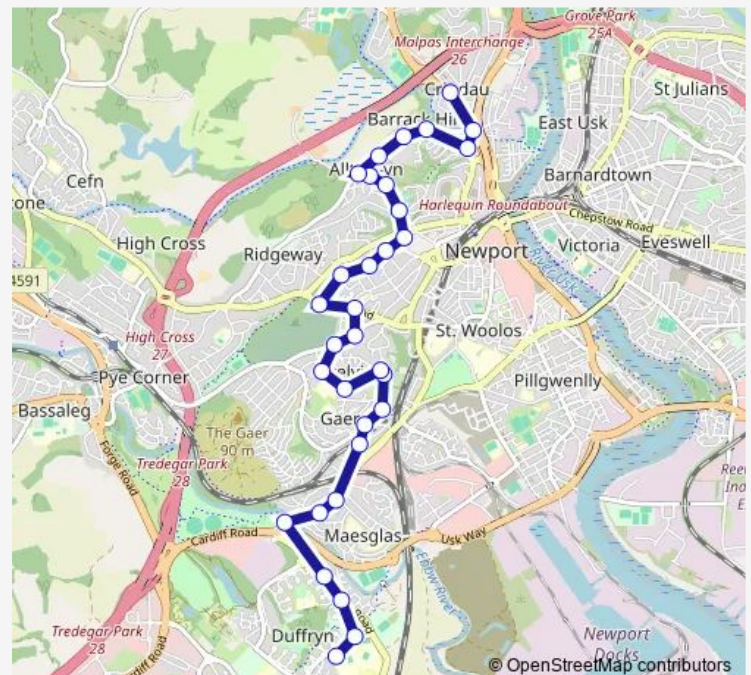 Grove Park
25A
Malpas Interchange
26
St Julians
Barrack
East Usk
Cefn
Barnardtown
Harlequin Roundabout
Chepstow Road
High Cross
Ridgeway
Newport
Victoria
Eveswell
River Usk
4591
High Cross
27
St. Woolos
Pye Corner
Pillgwenlly
Bassaleg
The Gaer
90 m
Gaer
Forge Road
Tredegar Park
28
Cardiff Road
Maesglas
Usk Way
Ebbw River
Duffryn
Tredegar Park
28
Newport
Docks
© OpenStreetMap contributors